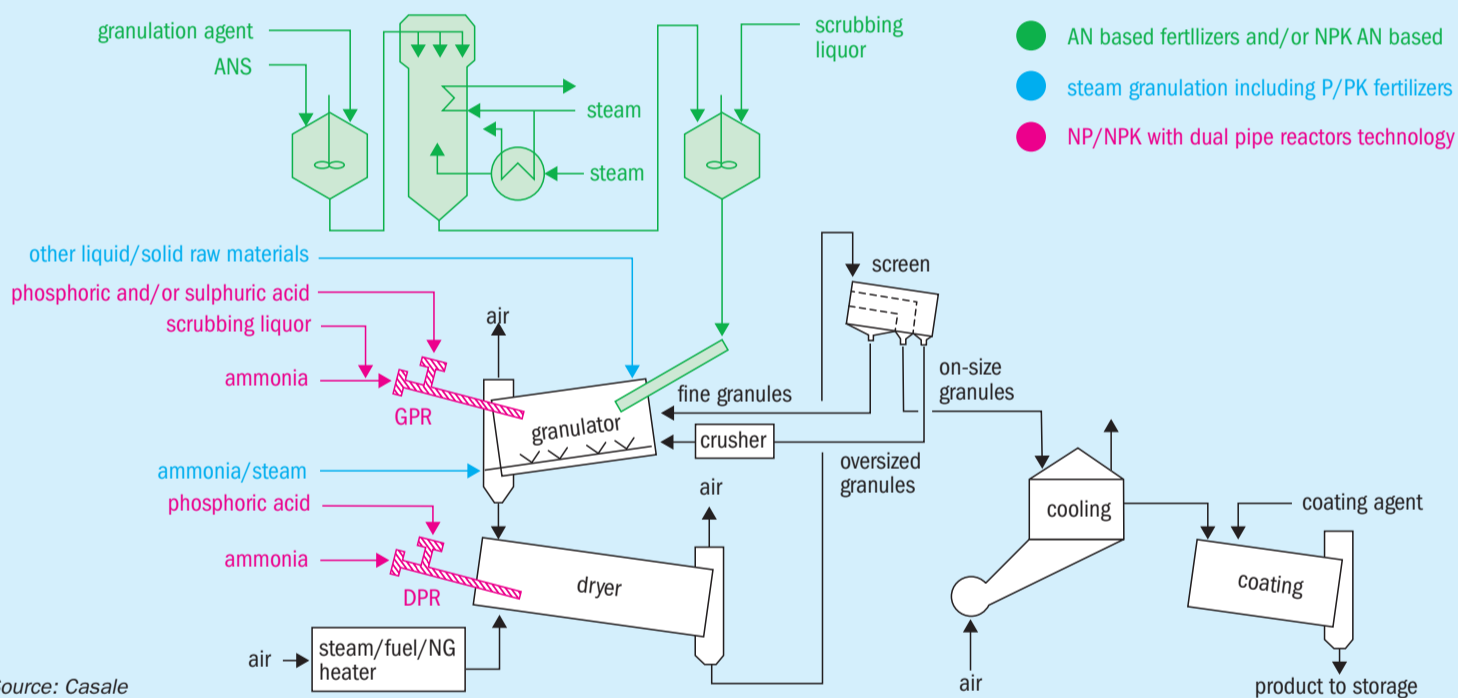 granulation agent
ANS
scrubbing
liquor
steam
steam
AN based fertllizers and/or NPK AN based
steam granulation including P/PK fertilizers
NP/NPK with dual pipe reactors technology
other liquid/solid raw materials
phosphoric and/or sulphuric acid
scrubbing liquor
ammonia
GPR
air
granulator
fine granules
crusher
screen
on-size
granules
oversized
granules
ammonia/steam
phosphoric acid
ammonia
DPR
dryer
air
air
steam/fuel/NG
heater
cooling
air
coating agent
coating
product to storage
Source: Casale